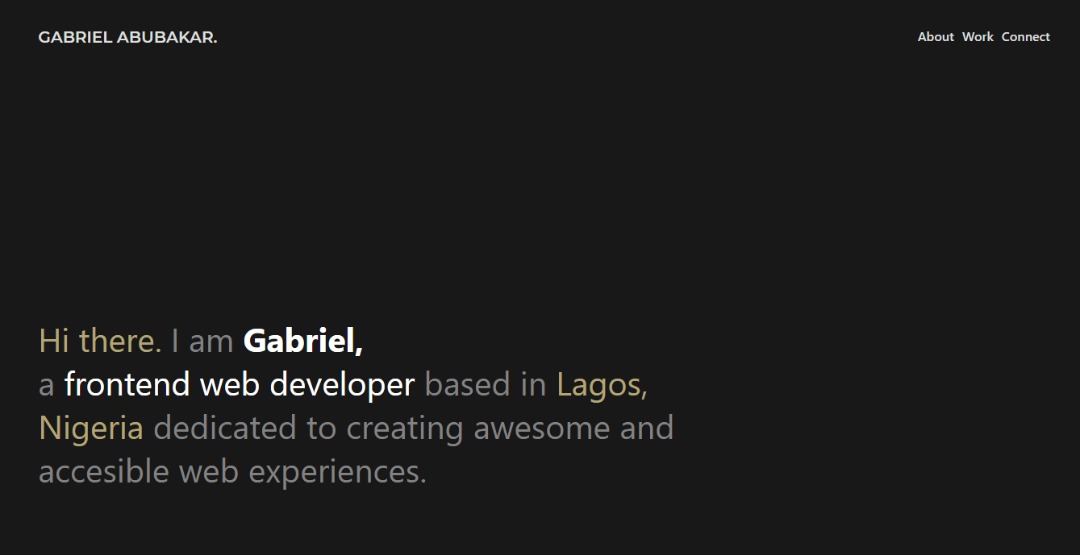 GABRIEL ABUBAKAR.
About Work Connect
Hi there. I am Gabriel,
a frontend web developer based in Lagos,
Nigeria dedicated to creating awesome and
accesible web experiences.